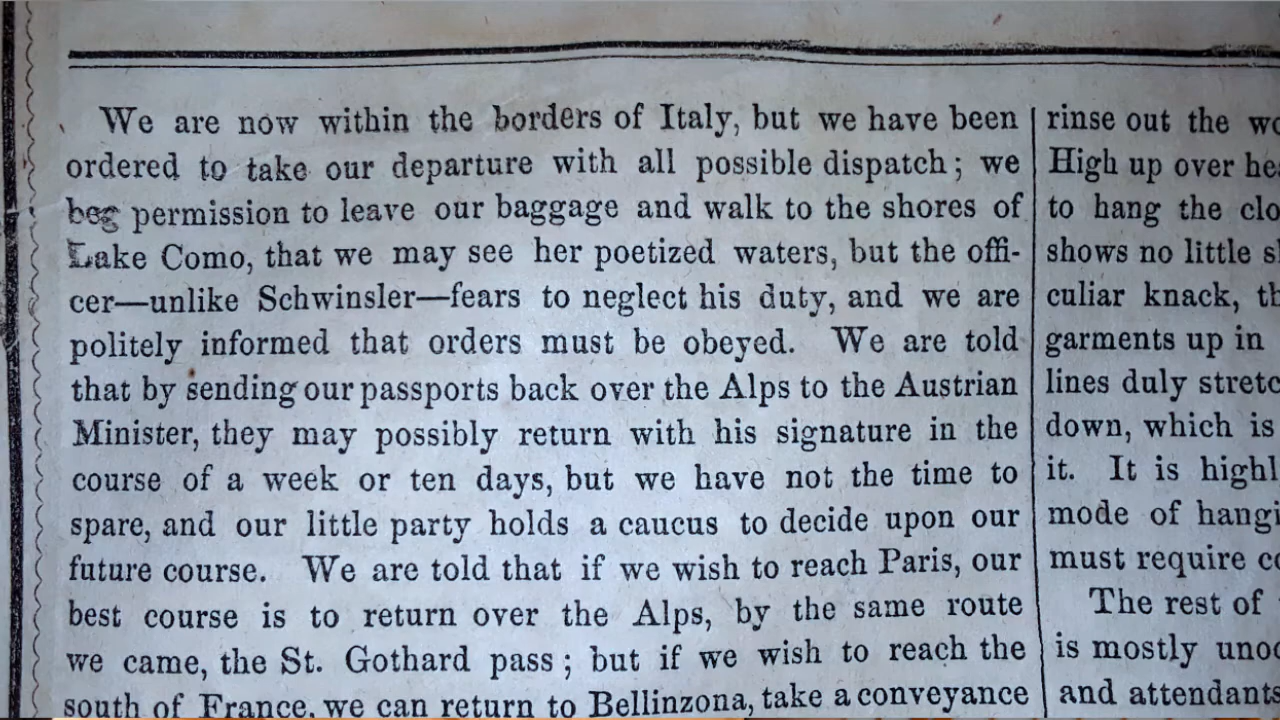 We are now within the borders of Italy, but we have been
ordered to take our departure with all possible dispatch; we
beg permission to leave our baggage and walk to the shores of
Lake Como, that we may see her poetized waters, but the offi-
cer—unlike Schwinsler—fears to neglect his duty, and we are
politely informed that orders must be obeyed. We are told
that by sending our passports back over the Alps to the Austrian
Minister, they may possibly return with his signature in the
course of a week or ten days, but we have not the time to
spare, and our little party holds a caucus to decide upon our
future course. We are told that if we wish to reach Paris, our
best course is to return over the Alps, by the same route
we came, the St. Gothard pass; but if we wish to reach the
south of France, we can return to Bellinzona, take a conveyance
rinse out the
High up over
to hang the
shows no little
culiar knack,
garments up in
lines duly
down, which is
it. It is
mode of
must require
The rest of
is mostly
and attendants